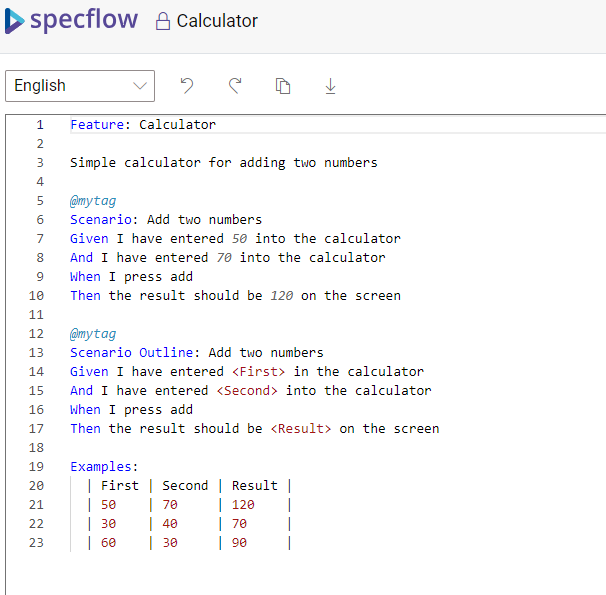 specflow Calculator
English
1 Feature: Calculator
2
3 Simple calculator for adding two numbers
4
5 @mytag
6 Scenario: Add two numbers
7 Given I have entered 50 into the calculator
8 And I have entered 70 into the calculator
9 When I press add
10 Then the result should be 120 on the screen
11
12 @mytag
13 Scenario Outline: Add two numbers
14 Given I have entered <First> in the calculator
15 And I have entered <Second> into the calculator
16 When I press add
17 Then the result should be <Result> on the screen
18
19 Examples:
20 | First | Second | Result |
21 | 50 | 70 | 120 |
22 | 30 | 40 | 70 |
23 | 60 | 30 | 90 |